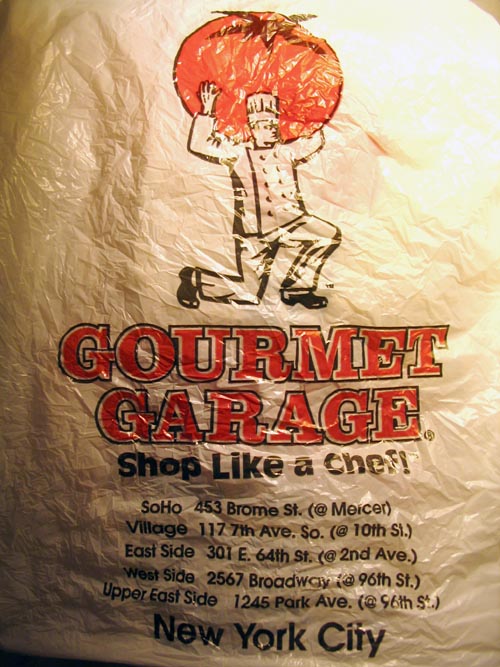 GOURMET
GARAGE®
Shop Like a Chef!
SoHo 453 Brome St. (@ Mercer)
Village 117 7th Ave. So. (@ 10th St.)
East Side 301 E. 64th St. (@ 2nd Ave.)
West Side 2567 Broadway (@ 96th St.)
Upper East Side 1245 Park Ave. (@ 96th St.)
New York City